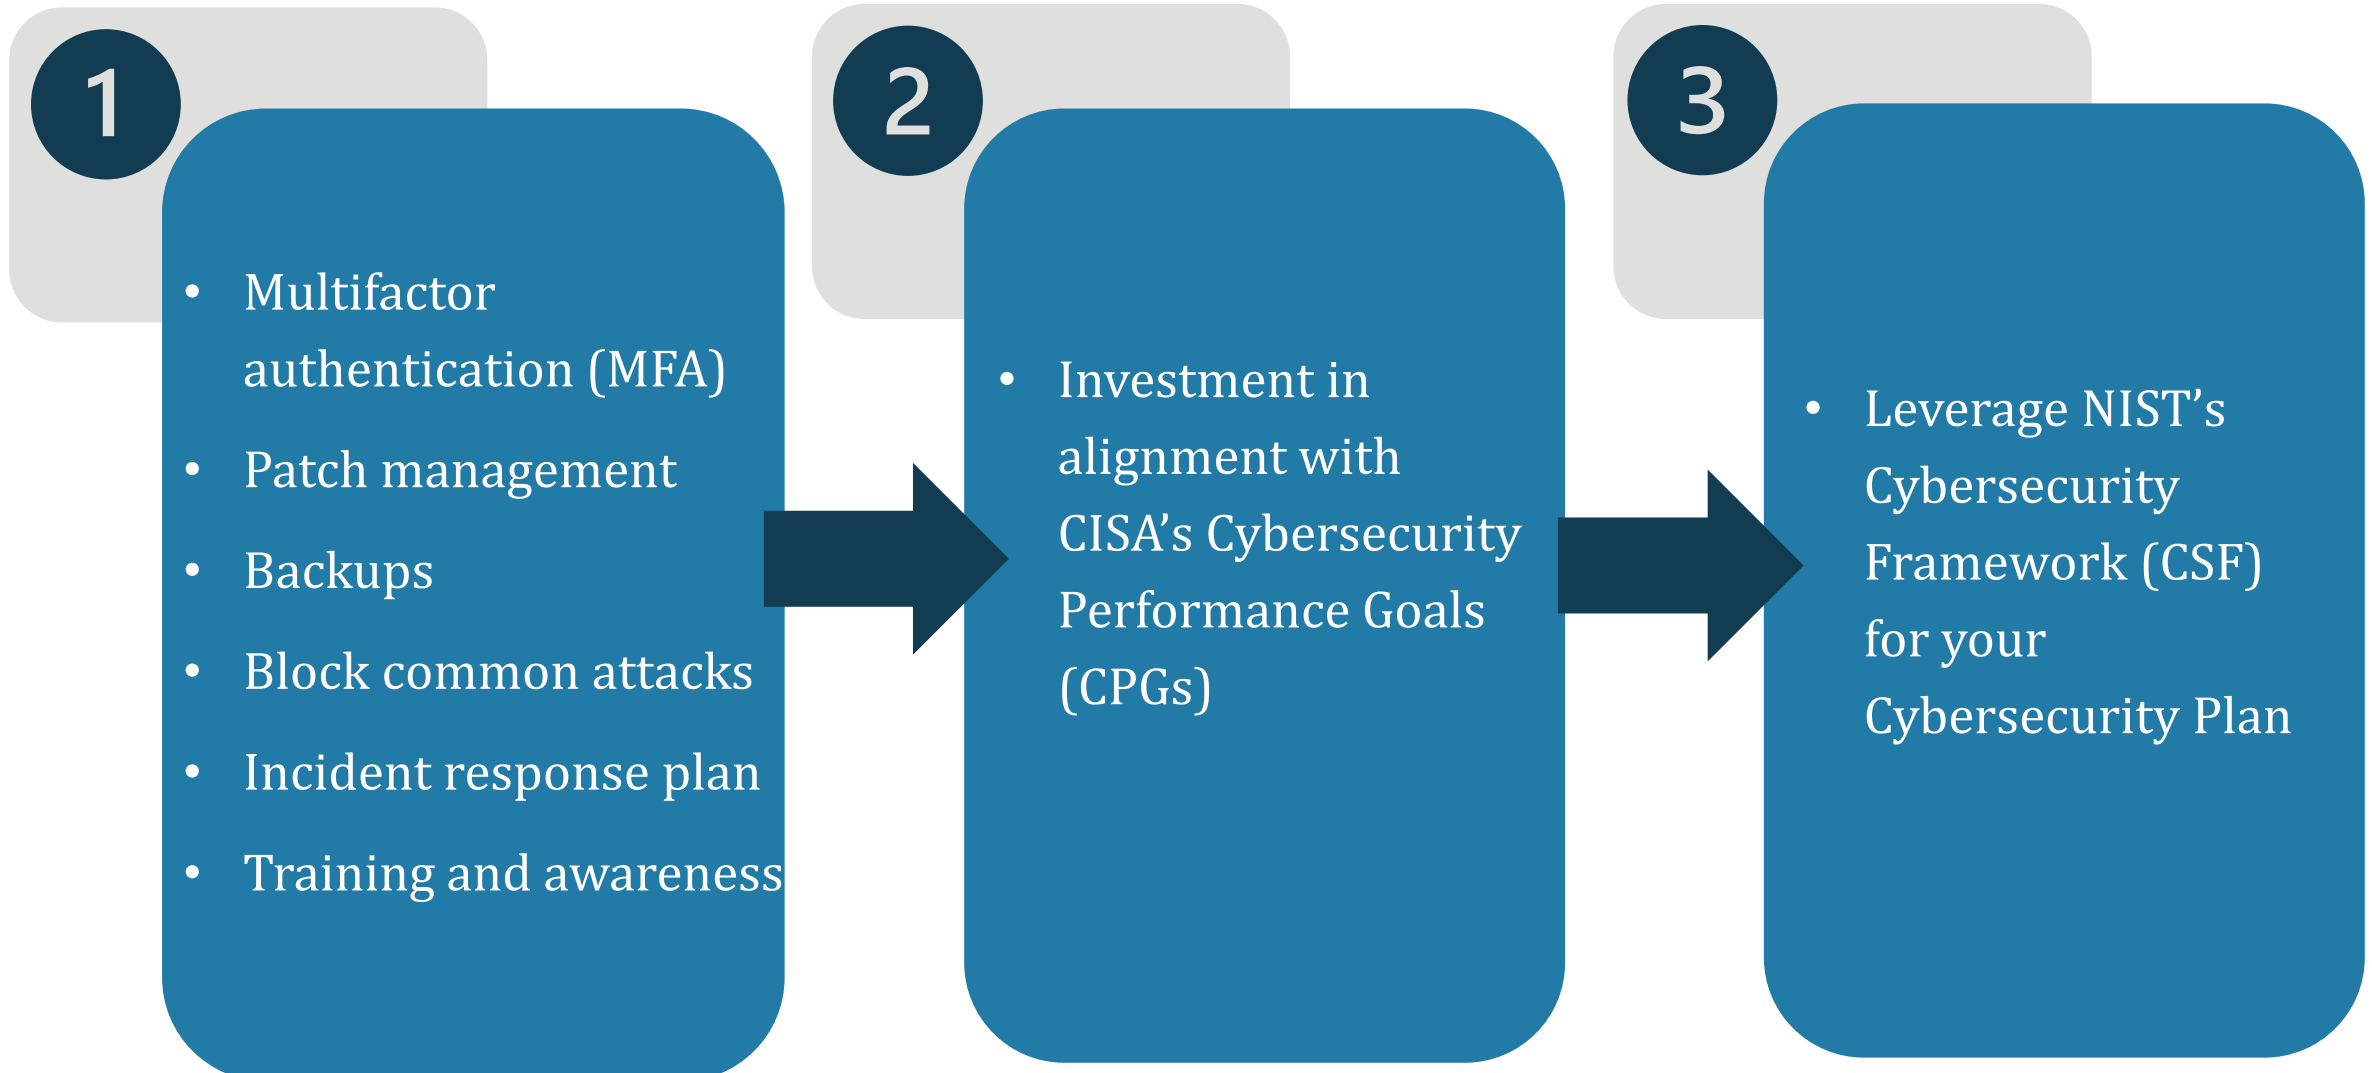 1
• Multifactor
authentication (MFA)
• Patch management
• Backups
• Block common attacks
• Incident response plan
• Training and awareness
2
• Investment in
alignment with
CISA’s Cybersecurity
Performance Goals
(CPGs)
3
• Leverage NIST’s
Cybersecurity
Framework (CSF)
for your
Cybersecurity Plan